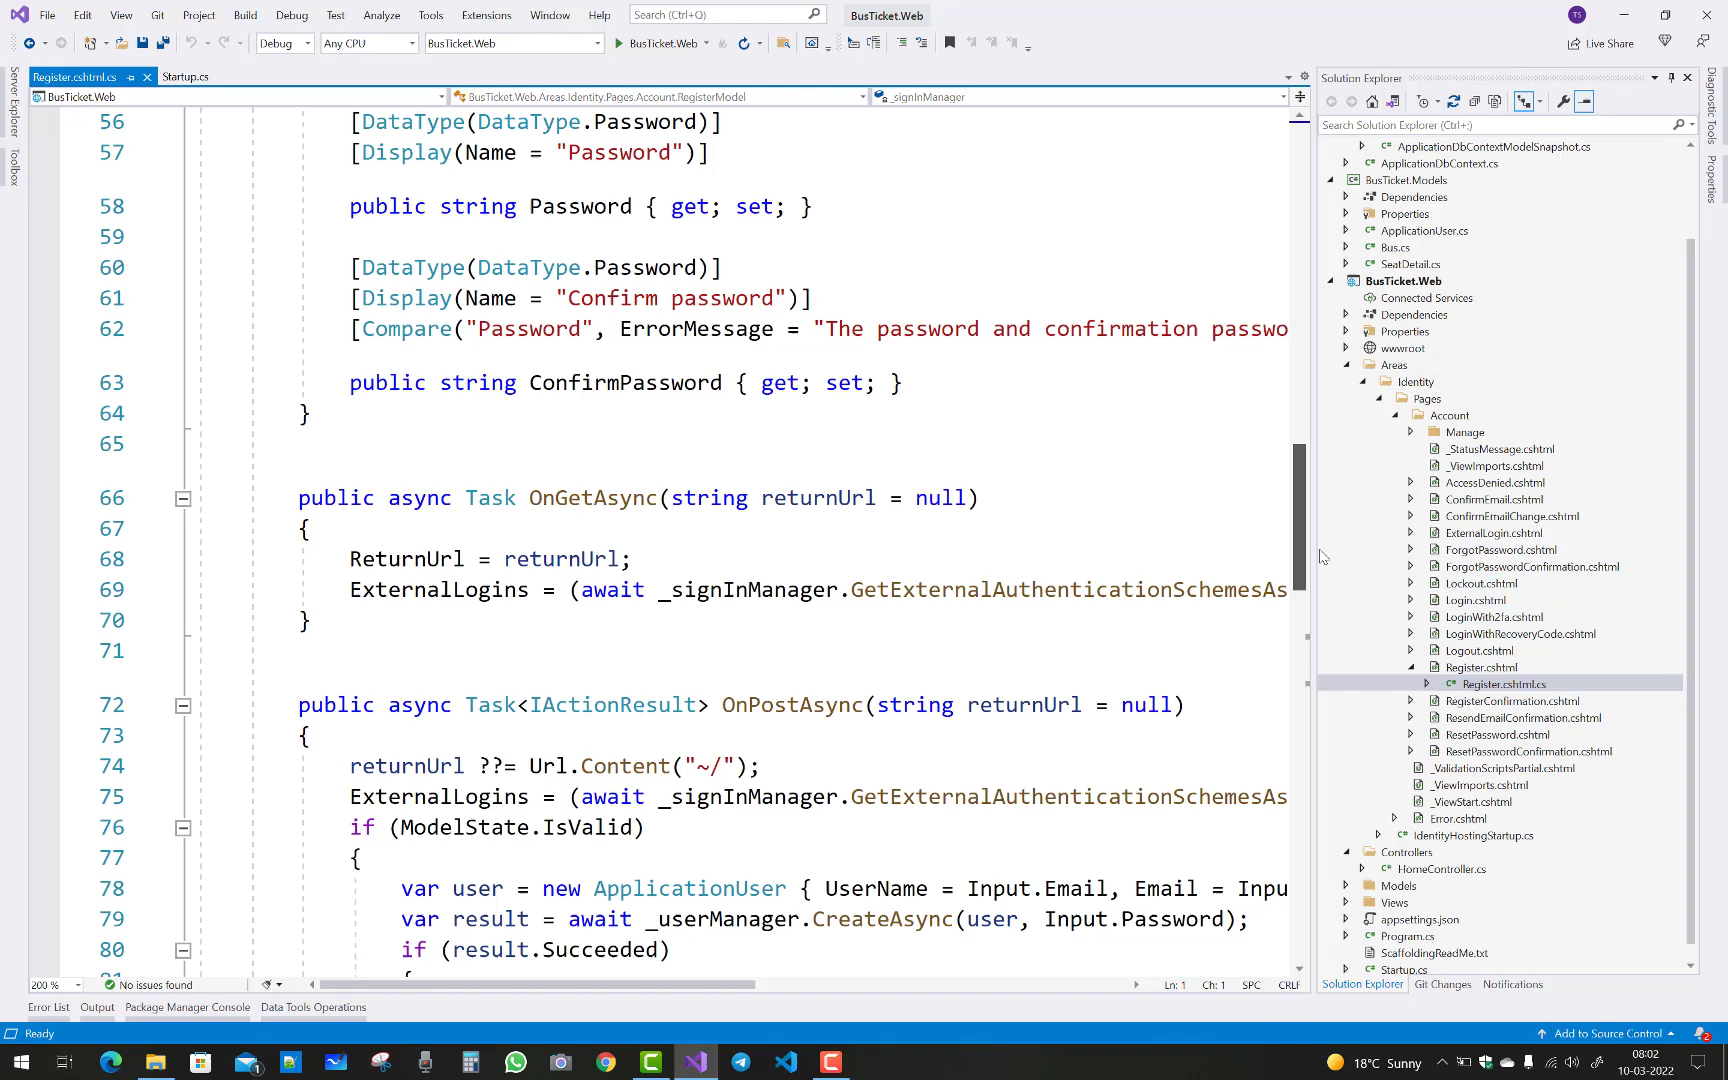 File Edit View Git Project Build Debug Test Analyze Tools Extensions Window Help Search (Ctrl+Q) BusTicket.Web TS
Debug Any CPU BusTicket.Web BusTicket.Web Live Share
Register.cshtml.cs Startup.cs
BusTicket.Web BusTicket.Web.Areas.Identity.Pages.Account.RegisterModel _signInManager
Server Explorer
Toolbox
56 [DataType(DataType.Password)]
57 [Display(Name = "Password")]
58 public string Password { get; set; }
59
60 [DataType(DataType.Password)]
61 [Display(Name = "Confirm password")]
62 [Compare("Password", ErrorMessage = "The password and confirmation passwo
63 public string ConfirmPassword { get; set; }
64 }
65
66 public async Task OnGetAsync(string returnUrl = null)
67 {
68 ReturnUrl = returnUrl;
69 ExternalLogins = (await _signInManager.GetExternalAuthenticationSchemesAs
70 }
71
72 public async Task<IActionResult> OnPostAsync(string returnUrl = null)
73 {
74 returnUrl ??= Url.Content("~/");
75 ExternalLogins = (await _signInManager.GetExternalAuthenticationSchemesAs
76 if (ModelState.IsValid)
77 {
78 var user = new ApplicationUser { UserName = Input.Email, Email = Inpu
79 var result = await _userManager.CreateAsync(user, Input.Password);
80 if (result.Succeeded)
200 % No issues found Ln: 1 Ch: 1 SPC CRLF
Solution Explorer
Search Solution Explorer (Ctrl+;)
ApplicationDbContextModelSnapshot.cs
ApplicationDbContext.cs
BusTicket.Models
Dependencies
Properties
ApplicationUser.cs
Bus.cs
SeatDetail.cs
BusTicket.Web
Connected Services
Dependencies
Properties
wwwroot
Areas
Identity
Pages
Account
Manage
_StatusMessage.cshtml
_ViewImports.cshtml
AccessDenied.cshtml
ConfirmEmail.cshtml
ConfirmEmailChange.cshtml
ExternalLogin.cshtml
ForgotPassword.cshtml
ForgotPasswordConfirmation.cshtml
Lockout.cshtml
Login.cshtml
LoginWith2fa.cshtml
LoginWithRecoveryCode.cshtml
Logout.cshtml
Register.cshtml
Register.cshtml.cs
RegisterConfirmation.cshtml
ResendEmailConfirmation.cshtml
ResetPassword.cshtml
ResetPasswordConfirmation.cshtml
_ValidationScriptsPartial.cshtml
_ViewImports.cshtml
_ViewStart.cshtml
Error.cshtml
IdentityHostingStartup.cs
Controllers
HomeController.cs
Models
Views
appsettings.json
Program.cs
ScaffoldingReadMe.txt
Startup.cs
Solution Explorer Git Changes Notifications
Diagnostic Tools
Properties
Error List Output Package Manager Console Data Tools Operations
Ready Add to Source Control 2
1 18°C Sunny 08:02
10-03-2022